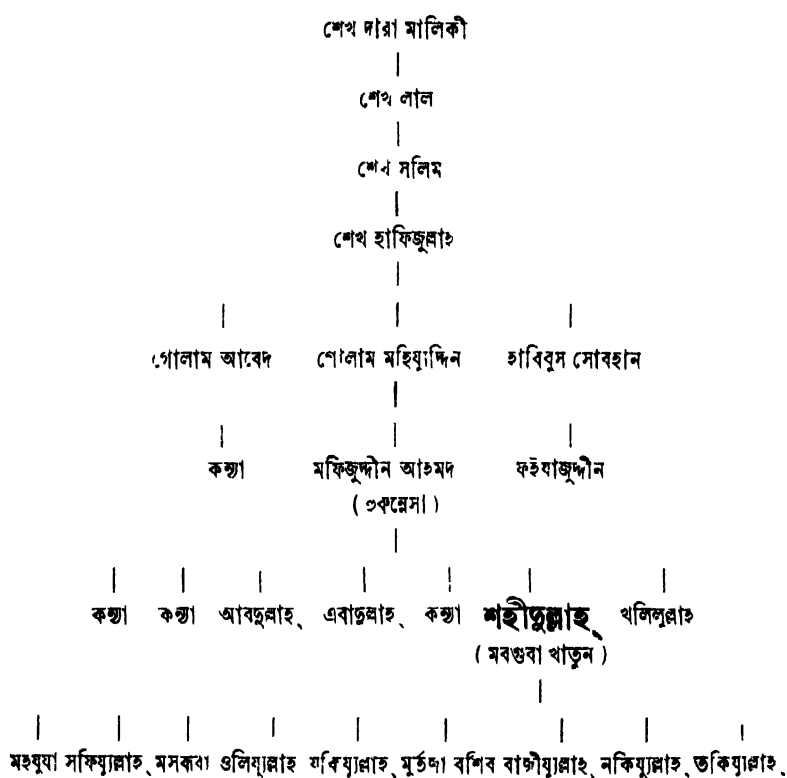 শেখ দারা মালিকী
শেখ লাল
শেখ সলিম
শেখ হাফিজুল্লাহ
গোলাম আবেদ গোলাম মহিয়াুদ্দিন হাবিবুস সোবহান
কন্যা মফিজুদ্দীন আহমদ ফইযাজুদ্দীন
( হুরুন্নেসা )
কন্যা কন্যা আবদুল্লাহ্ এবাদুল্লাহ্ কন্যা শহীদুল্লাহ্ খলিলুল্লাহ
( মরগুবা খাতুন )
মহযুযা সফিয়্যুল্লাহ্ মসরুরা ওলিয়্যুল্লাহ যকিয়্যুল্লাহ্ মুর্তজা বশির রাজীয়্যুল্লাহ্ নকিয়্যুল্লাহ্ তকিয়্যুল্লাহ্